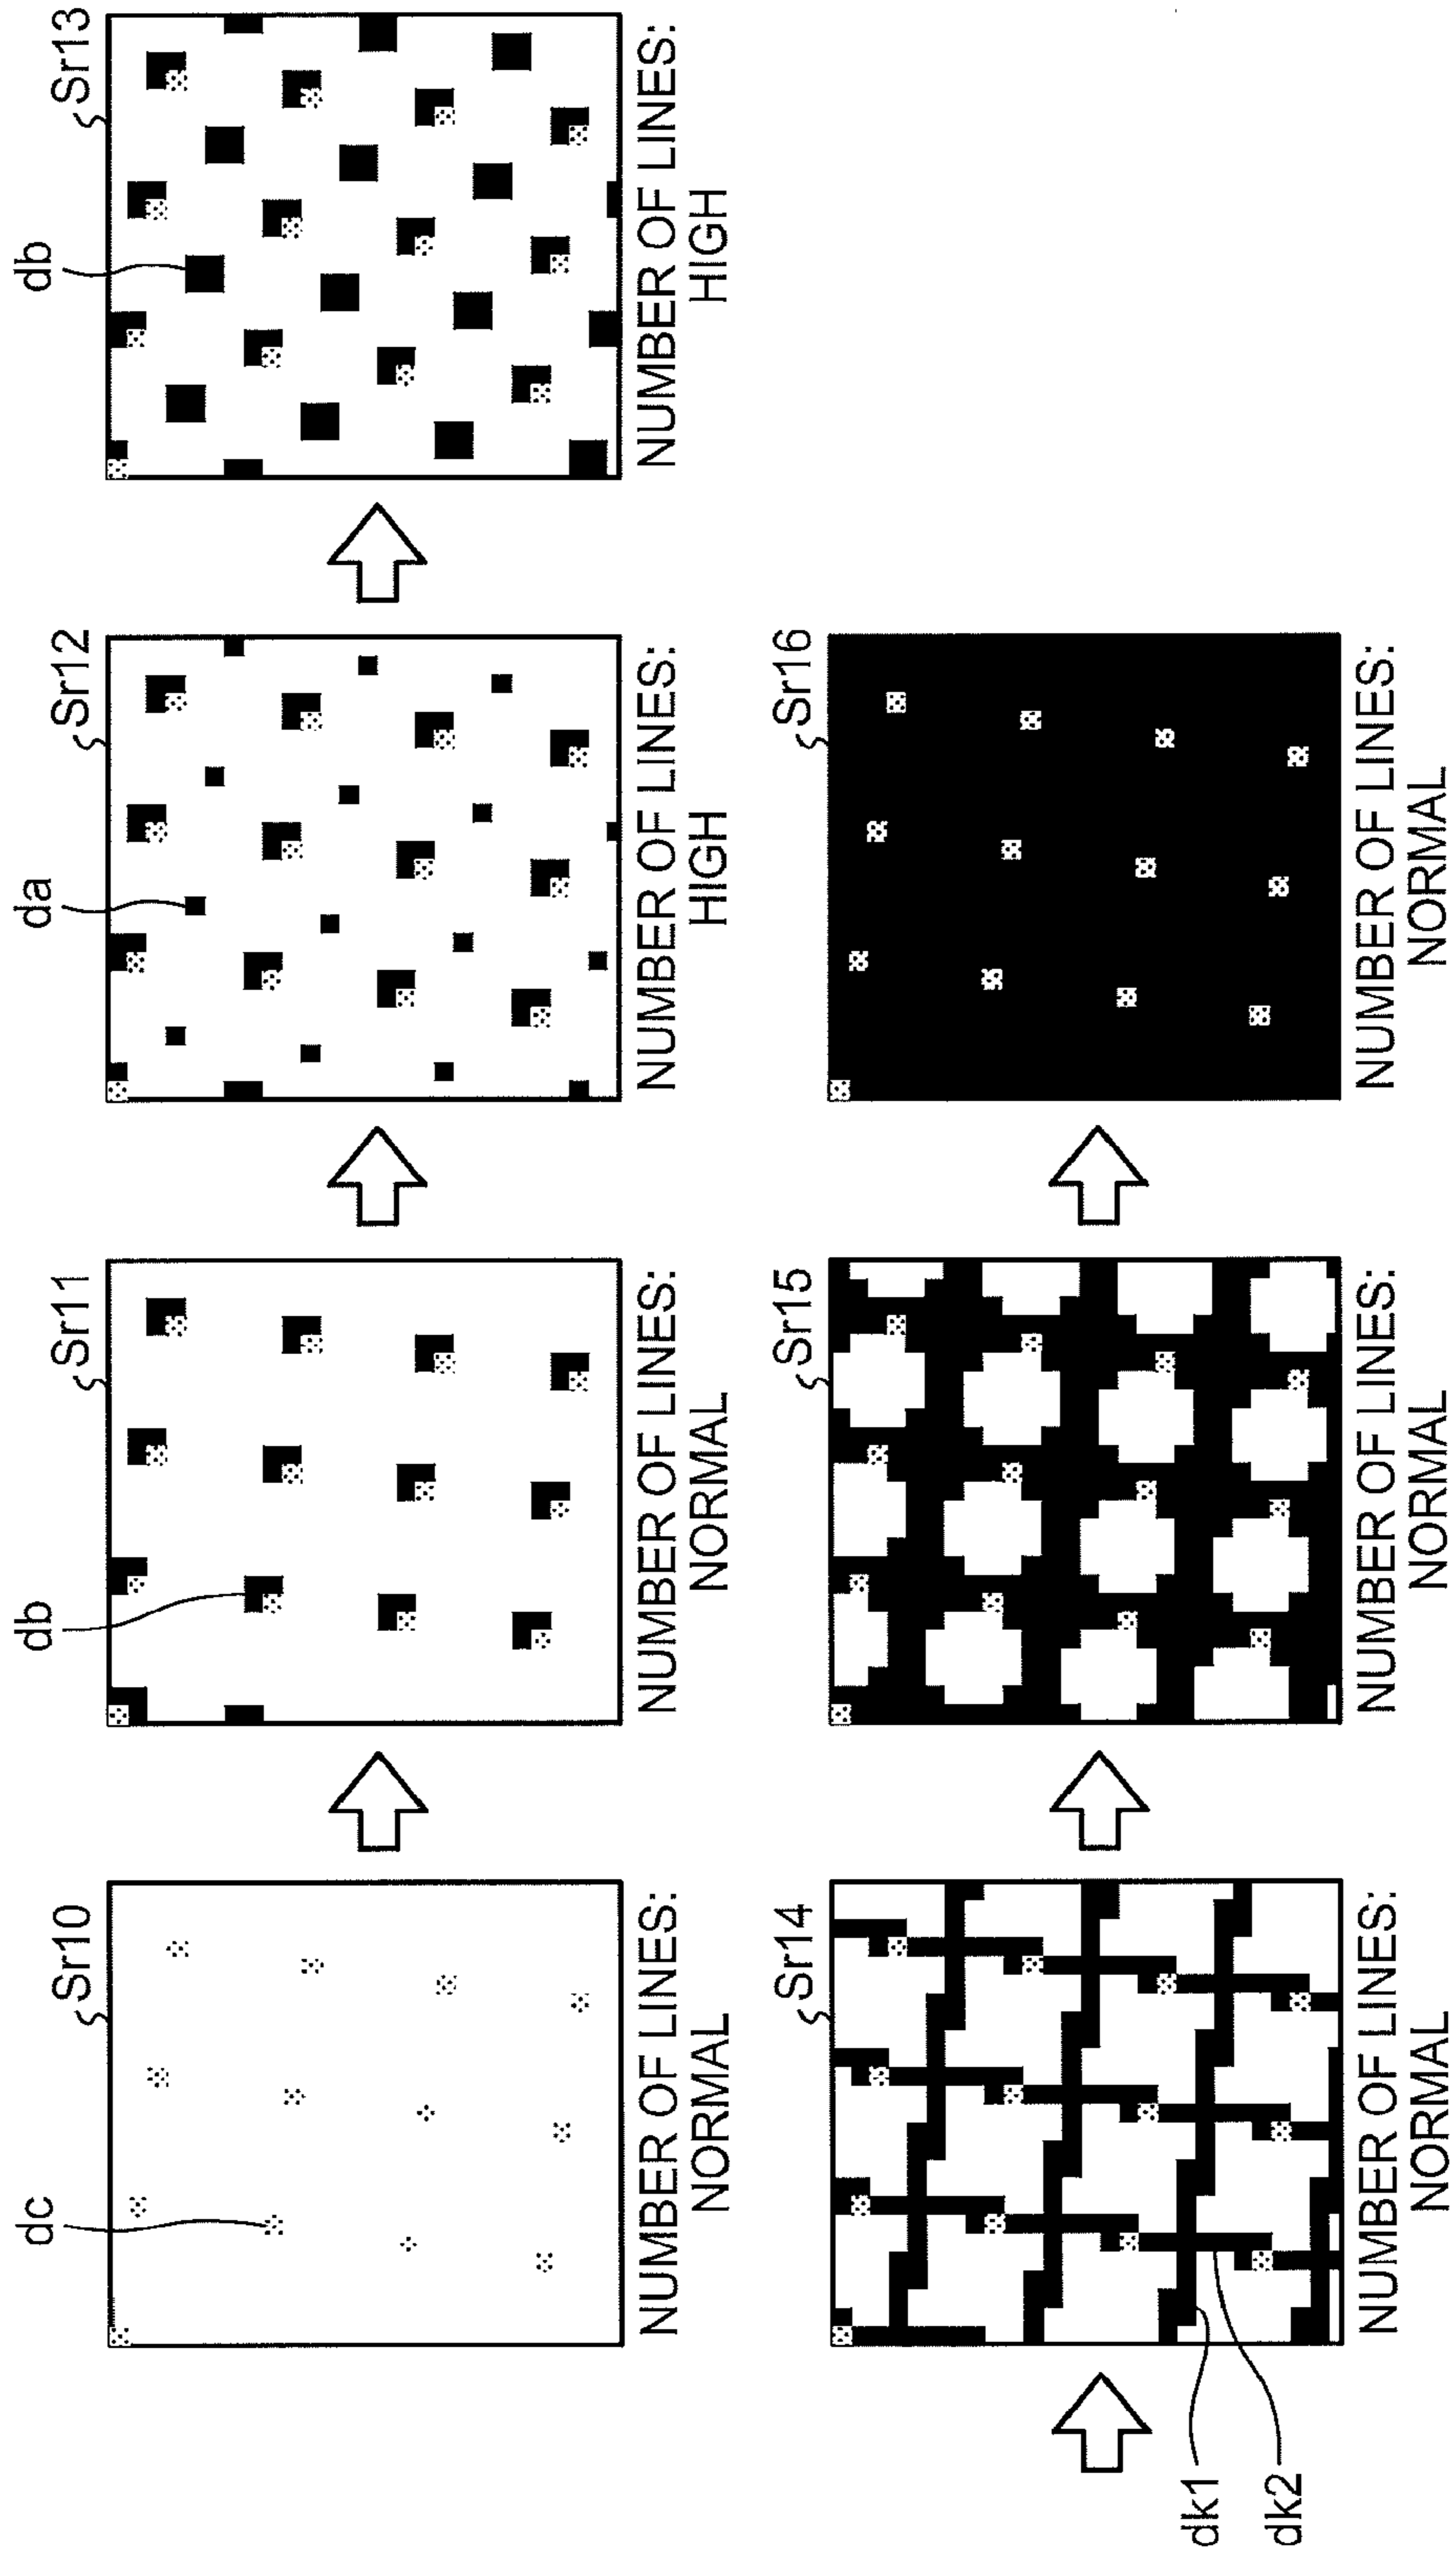 dc
Sr10
NUMBER OF LINES:
NORMAL
db
Sr11
NUMBER OF LINES:
NORMAL
da
Sr12
NUMBER OF LINES:
HIGH
db
Sr13
NUMBER OF LINES:
HIGH
dk1
dk2
Sr14
NUMBER OF LINES:
NORMAL
Sr15
NUMBER OF LINES:
NORMAL
Sr16
NUMBER OF LINES:
NORMAL